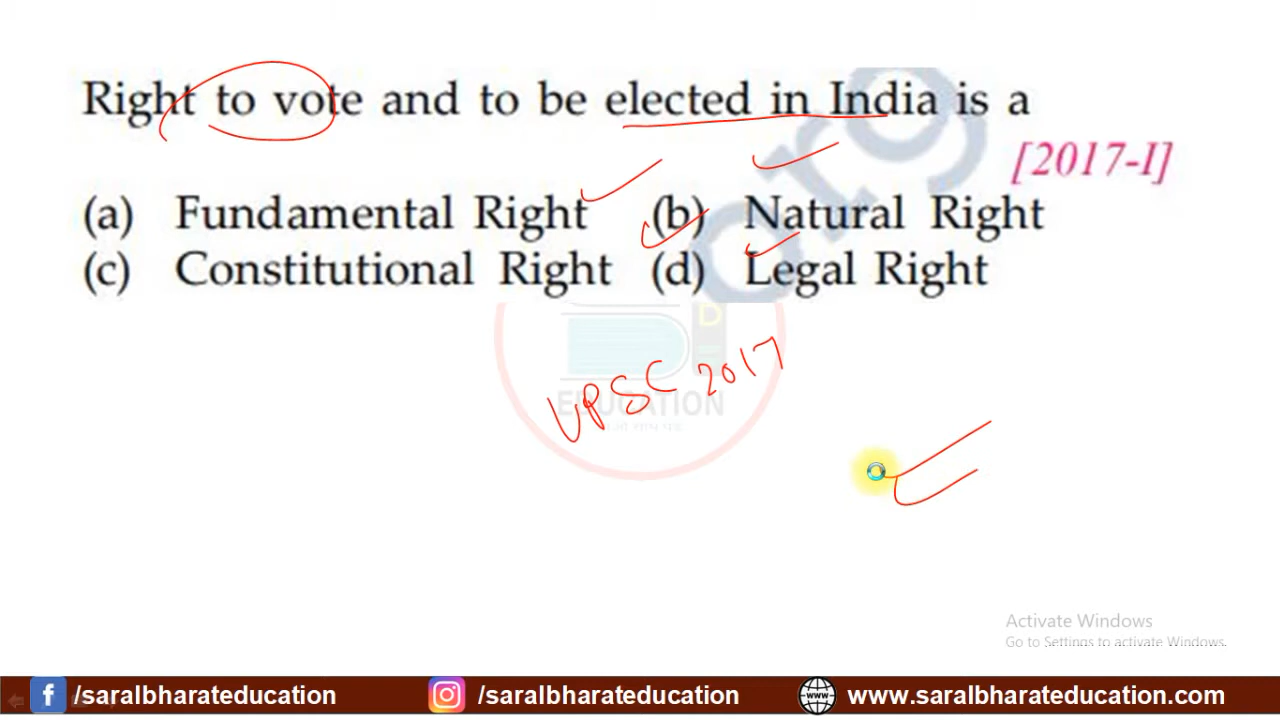 Right to vote and to be elected in India is a
[2017-I]
(a) Fundamental Right (b) Natural Right
(c) Constitutional Right (d) Legal Right
UPSC 2017
EDUCATION
Activate Windows
Go to Settings to activate Windows.
/saralbharateducation /saralbharateducation www.saralbharateducation.com